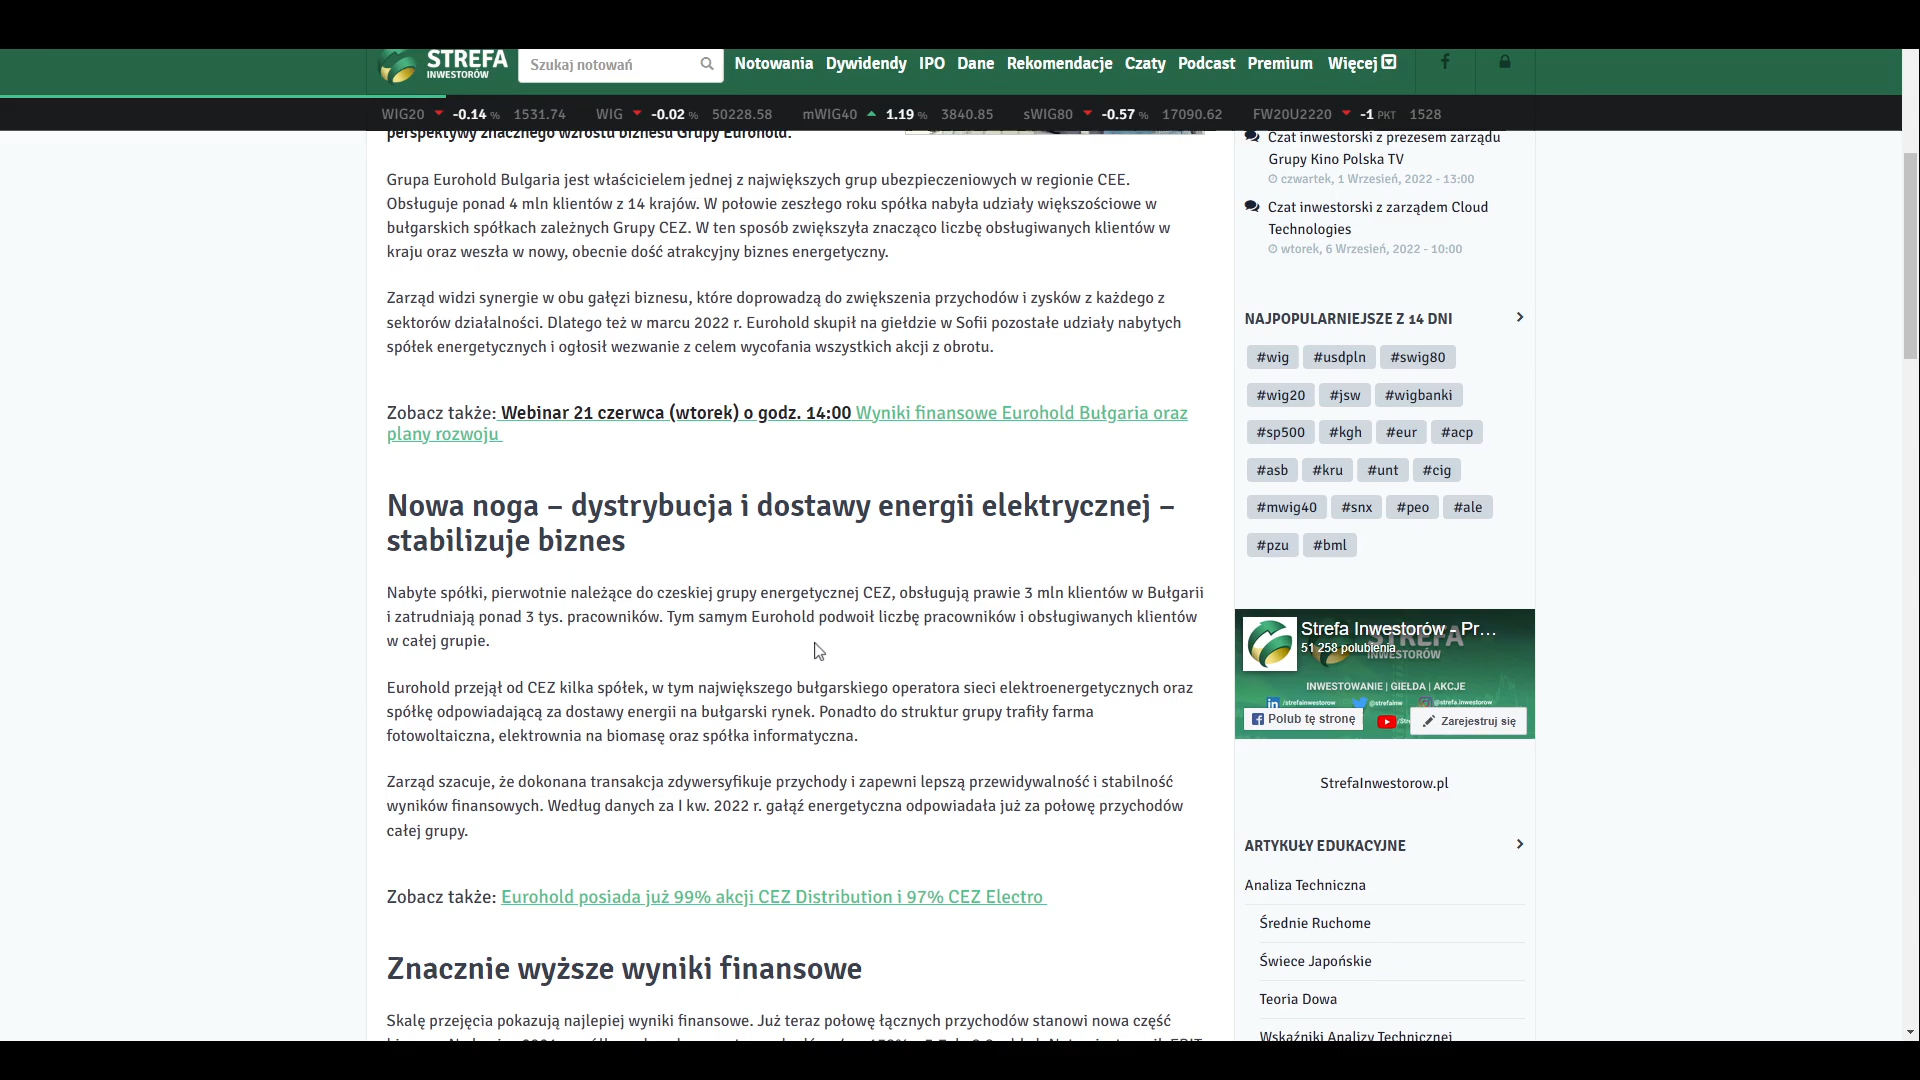 STREFA
INWESTORÓW
Szukaj notowań
Notowania Dywidendy IPO Dane Rekomendacje Czaty Podcast Premium Więcej
WIG20 -0.14 % 1531.74 WIG -0.02 % 50228.58 mWIG40 1.19 % 3840.85 sWIG80 -0.57 % 17090.62 FW20U2220 -1 PKT 1528
perspektywy znacznego wzrostu biznesu Grupy Eurohold.
Grupa Eurohold Bulgaria jest właścicielem jednej z największych grup ubezpieczeniowych w regionie CEE.
Obsługuje ponad 4 mln klientów z 14 krajów. W połowie zeszłego roku spółka nabyła udziały większościowe w
bułgarskich spółkach zależnych Grupy CEZ. W ten sposób zwiększyła znacząco liczbę obsługiwanych klientów w
kraju oraz weszła w nowy, obecnie dość atrakcyjny biznes energetyczny.
Zarząd widzi synergie w obu gałęzi biznesu, które doprowadzą do zwiększenia przychodów i zysków z każdego z
sektorów działalności. Dlatego też w marcu 2022 r. Eurohold skupił na giełdzie w Sofii pozostałe udziały nabytych
spółek energetycznych i ogłosił wezwanie z celem wycofania wszystkich akcji z obrotu.
Zobacz także: Webinar 21 czerwca (wtorek) o godz. 14:00 Wyniki finansowe Eurohold Bułgaria oraz
plany rozwoju
Nowa noga – dystrybucja i dostawy energii elektrycznej –
stabilizuje biznes
Nabyte spółki, pierwotnie należące do czeskiej grupy energetycznej CEZ, obsługują prawie 3 mln klientów w Bułgarii
i zatrudniają ponad 3 tys. pracowników. Tym samym Eurohold podwoił liczbę pracowników i obsługiwanych klientów
w całej grupie.
Eurohold przejął od CEZ kilka spółek, w tym największego bułgarskiego operatora sieci elektroenergetycznych oraz
spółkę odpowiadającą za dostawy energii na bułgarski rynek. Ponadto do struktur grupy trafiły farma
fotowoltaiczna, elektrownia na biomasę oraz spółka informatyczna.
Zarząd szacuje, że dokonana transakcja zdywersyfikuje przychody i zapewni lepszą przewidywalność i stabilność
wyników finansowych. Według danych za I kw. 2022 r. gałąź energetyczna odpowiadała już za połowę przychodów
całej grupy.
Zobacz także: Eurohold posiada już 99% akcji CEZ Distribution i 97% CEZ Electro
Znacznie wyższe wyniki finansowe
Skalę przejęcia pokazują najlepiej wyniki finansowe. Już teraz połowę łącznych przychodów stanowi nowa część
Czat inwestorski z prezesem zarządu
Grupy Kino Polska TV
czwartek, 1 Wrzesień, 2022 - 13:00
Czat inwestorski z zarządem Cloud
Technologies
wtorek, 6 Wrzesień, 2022 - 10:00
NAJPOPULARNIEJSZE Z 14 DNI
#wig #usdpln #swig80
#wig20 #jsw #wigbanki
#sp500 #kgh #eur #acp
#asb #kru #unt #cig
#mwig40 #snx #peo #ale
#pzu #bml
Strefa Inwestorów - Pr...
51 258 polubienia
STREFA
INWESTORÓW
INWESTOWANIE | GIEŁDA | AKCJE
/strefainwestorow @strefainw @strefa.inwestorow
Polub tę stronę /Str Zarejestruj się
StrefaInwestorow.pl
ARTYKUŁY EDUKACYJNE
Analiza Techniczna
Średnie Ruchome
Świece Japońskie
Teoria Dowa
Wskaźniki Analizy Technicznej